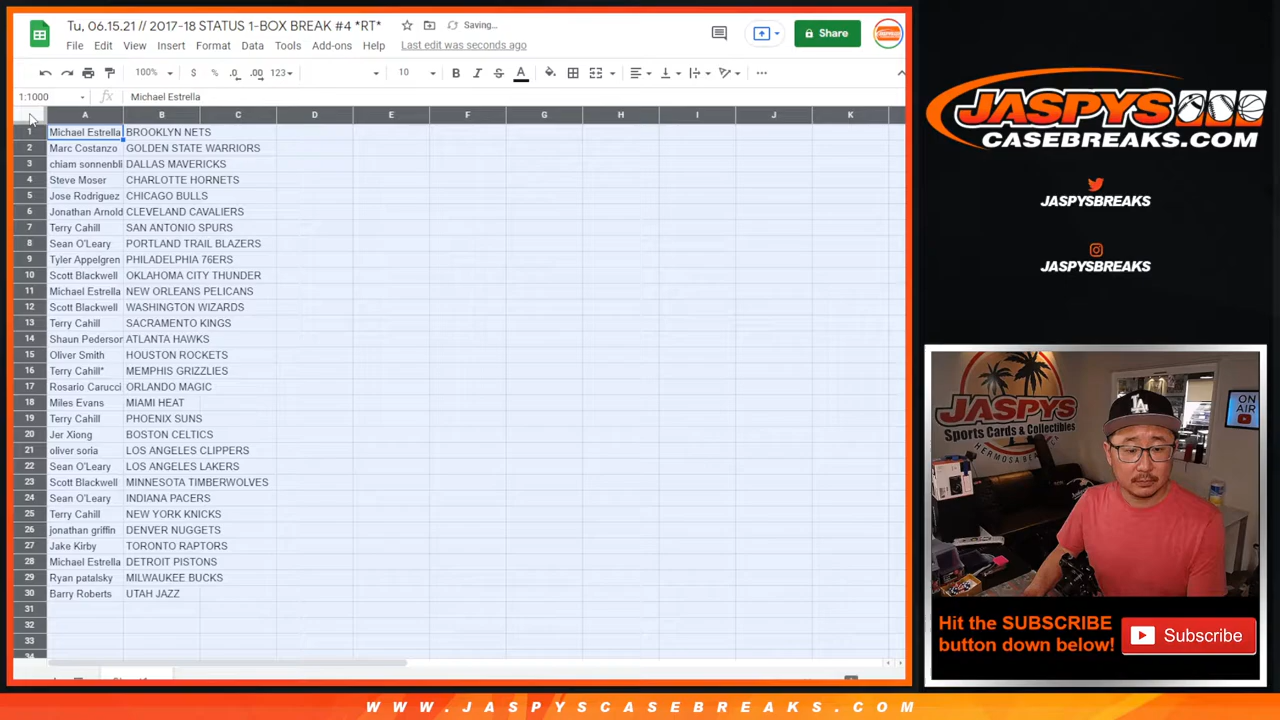 Tu, 06.15.21 // 2017-18 STATUS 1-BOX BREAK #4 *RT*
Saving...
Share
File Edit View Insert Format Data Tools Add-ons Help Last edit was seconds ago
100% $ % .0 .00 123 10 B I S A
1:1000 fx Michael Estrella
A B C D E F G H I J K
1 Michael Estrella BROOKLYN NETS
2 Marc Costanzo GOLDEN STATE WARRIORS
3 chiam sonnenbli DALLAS MAVERICKS
4 Steve Moser CHARLOTTE HORNETS
5 Jose Rodriguez CHICAGO BULLS
6 Jonathan Arnold CLEVELAND CAVALIERS
7 Terry Cahill SAN ANTONIO SPURS
8 Sean O'Leary PORTLAND TRAIL BLAZERS
9 Tyler Appelgren PHILADELPHIA 76ERS
10 Scott Blackwell OKLAHOMA CITY THUNDER
11 Michael Estrella NEW ORLEANS PELICANS
12 Scott Blackwell WASHINGTON WIZARDS
13 Terry Cahill SACRAMENTO KINGS
14 Shaun Pederson ATLANTA HAWKS
15 Oliver Smith HOUSTON ROCKETS
16 Terry Cahill* MEMPHIS GRIZZLIES
17 Rosario Carucci ORLANDO MAGIC
18 Miles Evans MIAMI HEAT
19 Terry Cahill PHOENIX SUNS
20 Jer Xiong BOSTON CELTICS
21 oliver soria LOS ANGELES CLIPPERS
22 Sean O'Leary LOS ANGELES LAKERS
23 Scott Blackwell MINNESOTA TIMBERWOLVES
24 Sean O'Leary INDIANA PACERS
25 Terry Cahill NEW YORK KNICKS
26 jonathan griffin DENVER NUGGETS
27 Jake Kirby TORONTO RAPTORS
28 Michael Estrella DETROIT PISTONS
29 Ryan patalsky MILWAUKEE BUCKS
30 Barry Roberts UTAH JAZZ
31
32
33
34
JASPYS
CASEBREAKS.COM
JASPYSBREAKS
JASPYSBREAKS
JASPYS
Sports Cards & Collectibles
HERMOSA BEACH
LA
ON AIR
Hit the SUBSCRIBE
button down below!
Subscribe
WWW.JASPYSCASEBREAKS.COM